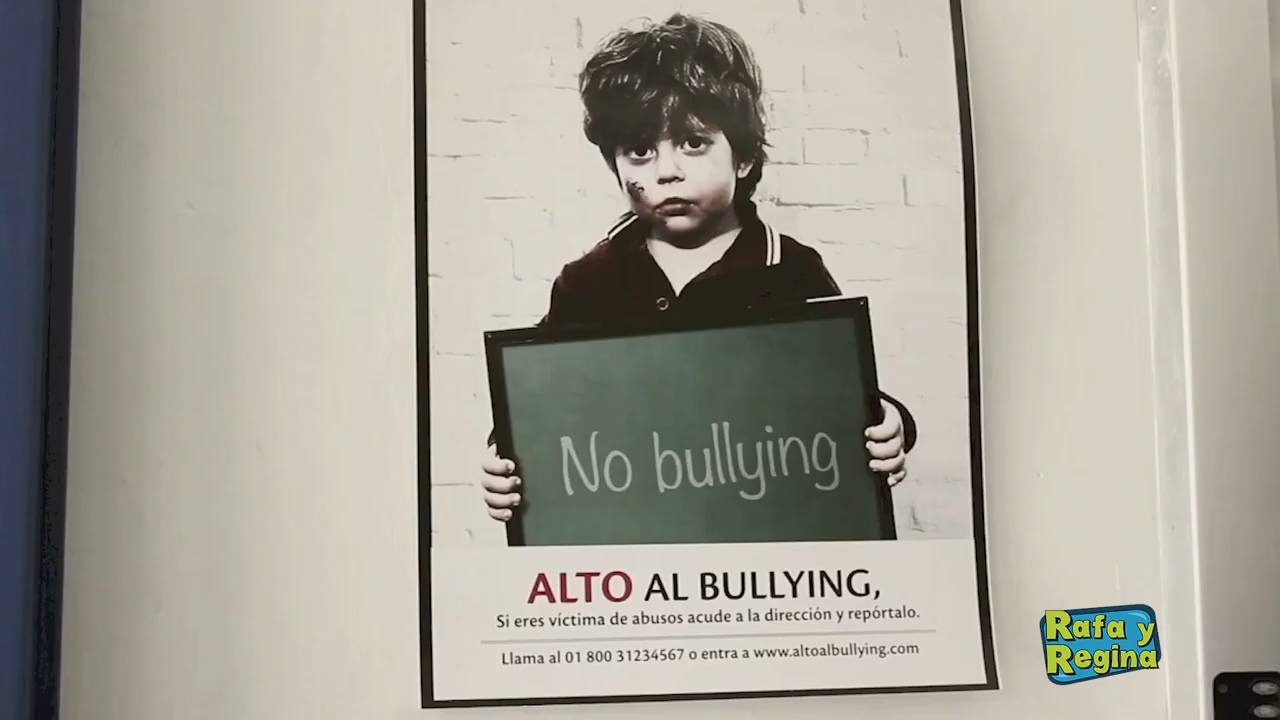 No bullying
ALTO AL BULLYING,
Si eres víctima de abusos acude a la dirección y repórtalo.
Llama al 01 800 31234567 o entra a www.altoalbullying.com
Rafa y
Regina